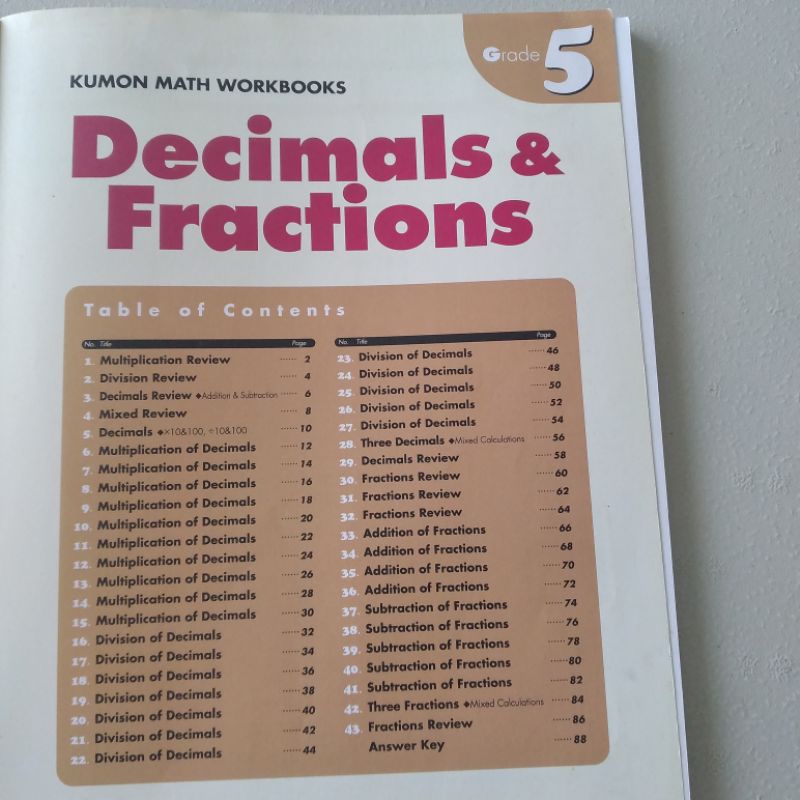 Grade 5
KUMON MATH WORKBOOKS
Decimals &
Fractions
Table of Contents
No. Title Page
1. Multiplication Review ······ 2
2. Division Review ······ 4
3. Decimals Review ◆Addition & Subtraction ······ 6
4. Mixed Review ······ 8
5. Decimals ◆×10&100, ÷10&100 ······ 10
6. Multiplication of Decimals ······ 12
7. Multiplication of Decimals ······ 14
8. Multiplication of Decimals ······ 16
9. Multiplication of Decimals ······ 18
10. Multiplication of Decimals ······ 20
11. Multiplication of Decimals ······ 22
12. Multiplication of Decimals ······ 24
13. Multiplication of Decimals ······ 26
14. Multiplication of Decimals ······ 28
15. Multiplication of Decimals ······ 30
16. Division of Decimals ······ 32
17. Division of Decimals ······ 34
18. Division of Decimals ······ 36
19. Division of Decimals ······ 38
20. Division of Decimals ······ 40
21. Division of Decimals ······ 42
22. Division of Decimals ······ 44
No. Title Page
23. Division of Decimals ······ 46
24. Division of Decimals ······ 48
25. Division of Decimals ······ 50
26. Division of Decimals ······ 52
27. Division of Decimals ······ 54
28. Three Decimals ◆Mixed Calculations ······ 56
29. Decimals Review ······ 58
30. Fractions Review ······ 60
31. Fractions Review ······ 62
32. Fractions Review ······ 64
33. Addition of Fractions ······ 66
34. Addition of Fractions ······ 68
35. Addition of Fractions ······ 70
36. Addition of Fractions ······ 72
37. Subtraction of Fractions ······ 74
38. Subtraction of Fractions ······ 76
39. Subtraction of Fractions ······ 78
40. Subtraction of Fractions ······ 80
41. Subtraction of Fractions ······ 82
42. Three Fractions ◆Mixed Calculations ······ 84
43. Fractions Review ······ 86
Answer Key ······ 88